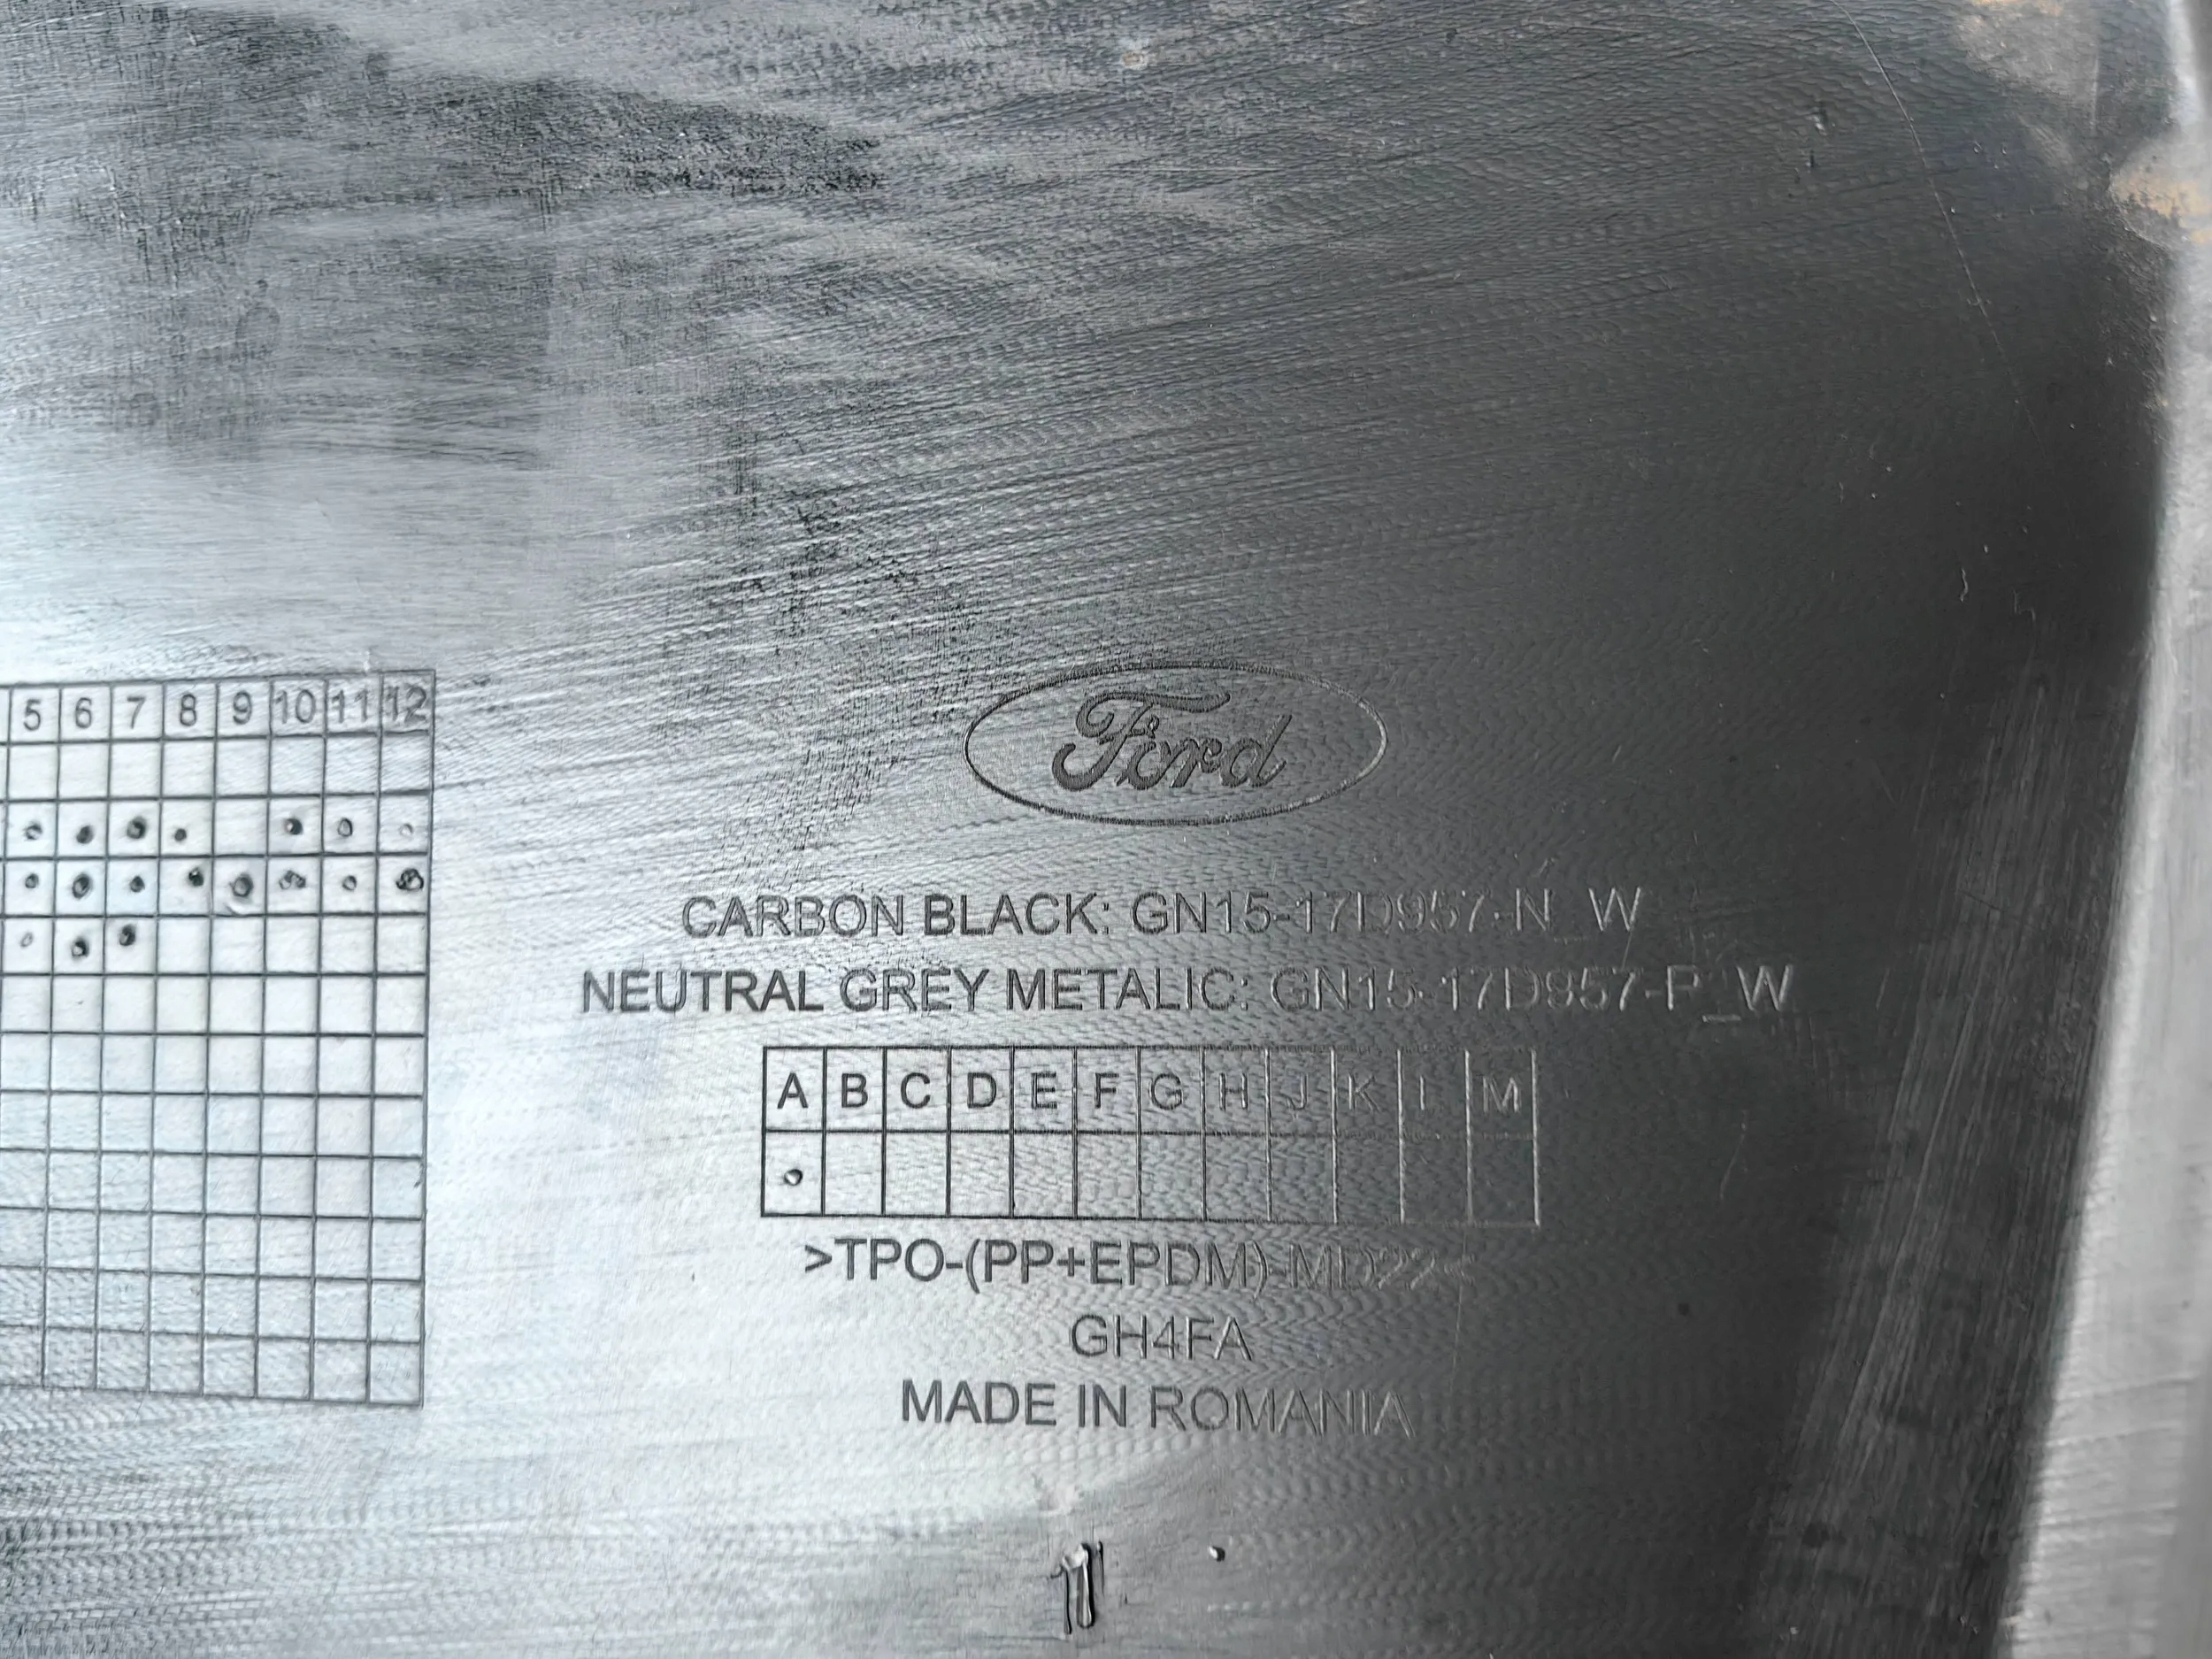 5 6 7 8 9 10 11 12
Ford
CARBON BLACK: GN15-17D957-N_W
NEUTRAL GREY METALIC: GN15-17D957-P_W
A B C D E F G H J K L M
>TPO-(PP+EPDM)-MD22<
GH4FA
MADE IN ROMANIA